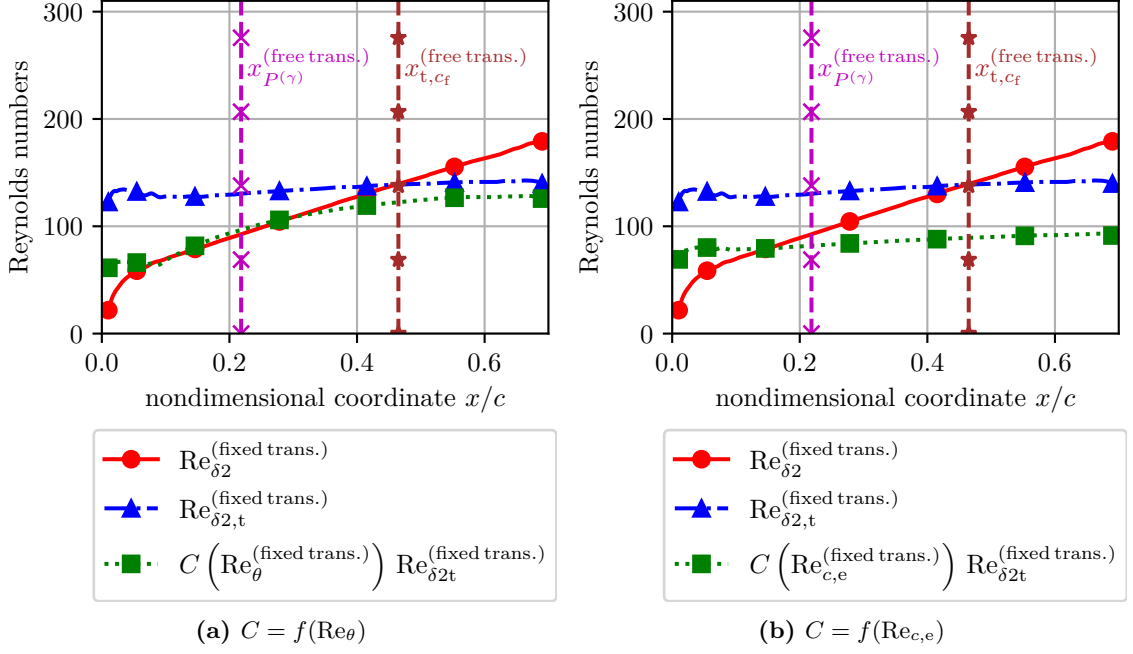 300
200
100
0
Reynolds numbers
x_{P^{(γ)}}^{(free trans.)}
x_{t,c_f}^{(free trans.)}
0.0 0.2 0.4 0.6
nondimensional coordinate x/c
Re_{δ2}^{(fixed trans.)}
Re_{δ2,t}^{(fixed trans.)}
C (Re_θ^{(fixed trans.)}) Re_{δ2t}^{(fixed trans.)}
(a) C = f(Re_θ)
300
200
100
0
Reynolds numbers
x_{P^{(γ)}}^{(free trans.)}
x_{t,c_f}^{(free trans.)}
0.0 0.2 0.4 0.6
nondimensional coordinate x/c
Re_{δ2}^{(fixed trans.)}
Re_{δ2,t}^{(fixed trans.)}
C (Re_{c,e}^{(fixed trans.)}) Re_{δ2t}^{(fixed trans.)}
(b) C = f(Re_{c,e})